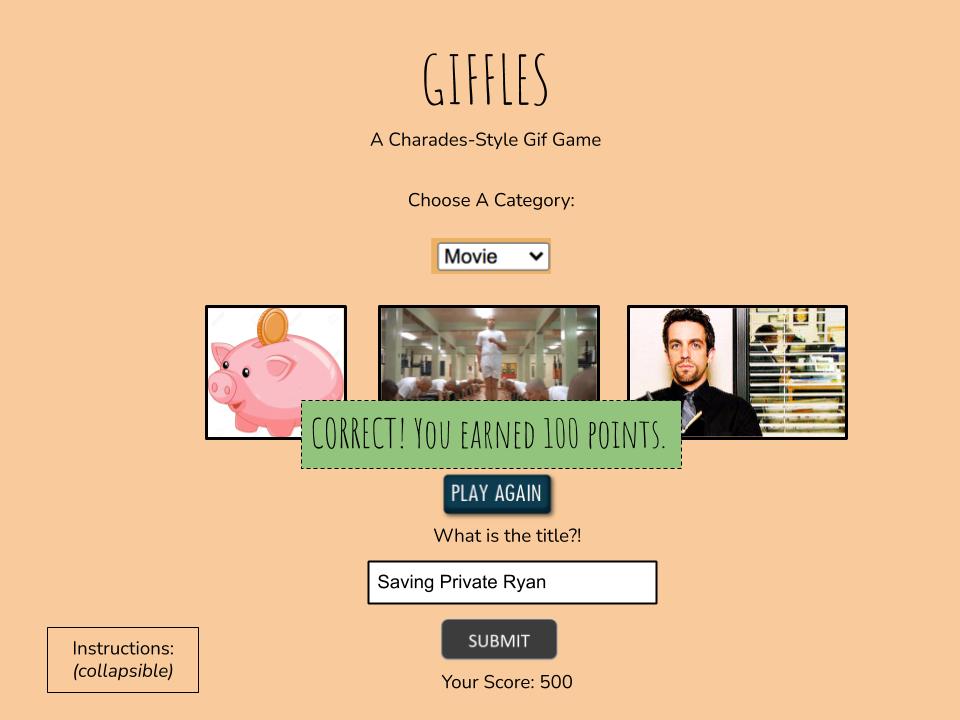 GIFFLES
A Charades-Style Gif Game
Choose A Category:
Movie
CORRECT! YOU EARNED 100 POINTS.
PLAY AGAIN
What is the title?!
Saving Private Ryan
SUBMIT
Your Score: 500
Instructions:
(collapsible)